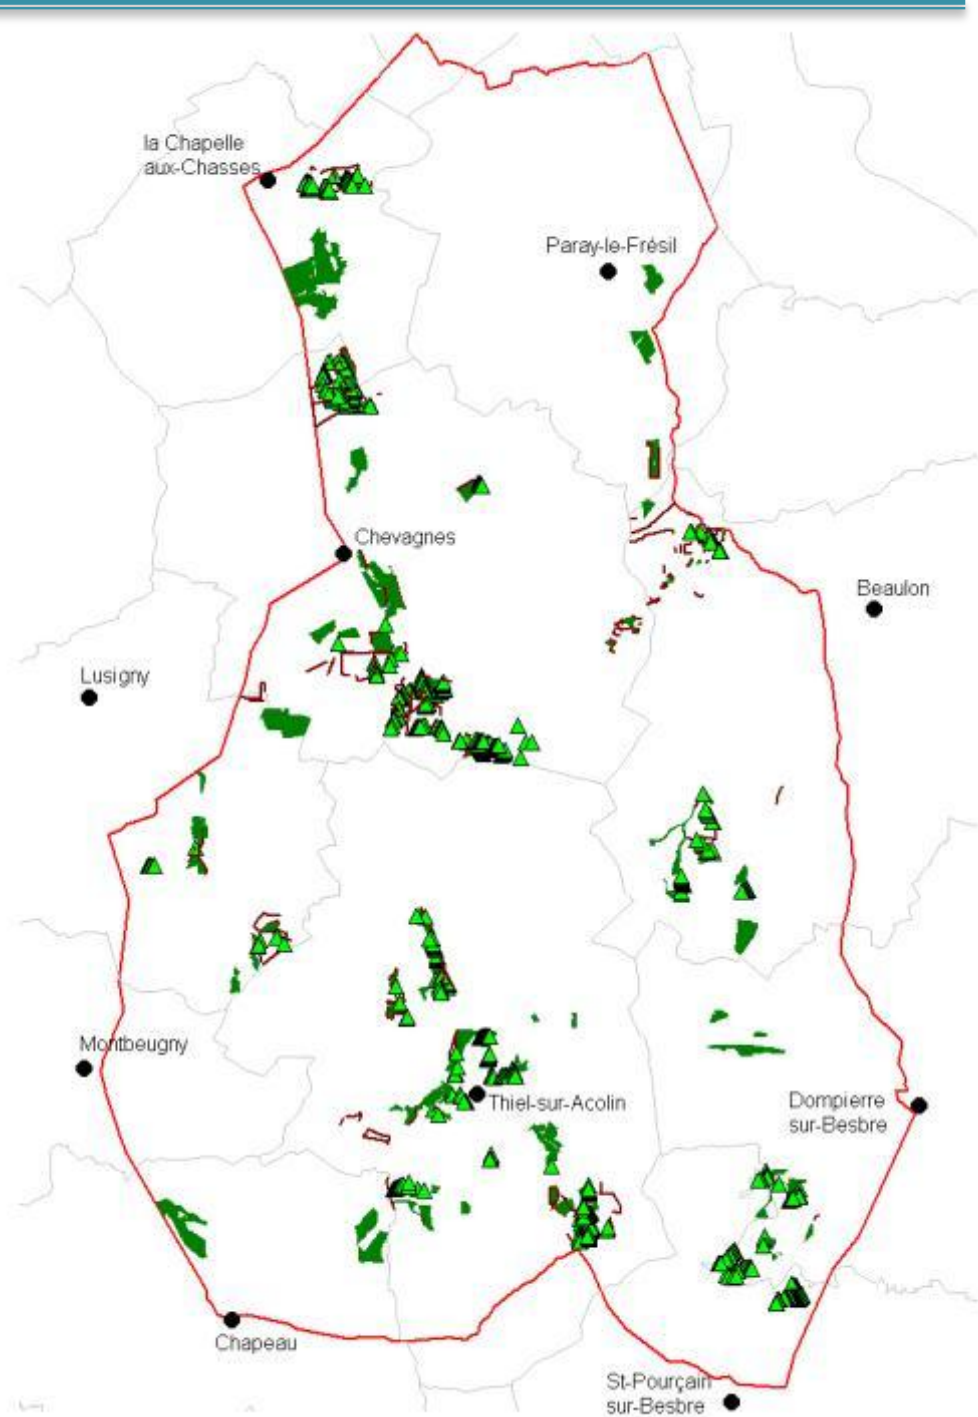 la Chapelle
aux-Chasses
Paray-le-Frésil
Chevagnes
Beaulon
Lusigny
Montbeugny
Thiel-sur-Acolin
Dompierre
sur-Besbre
Chapeau
St-Pourçain
sur-Besbre